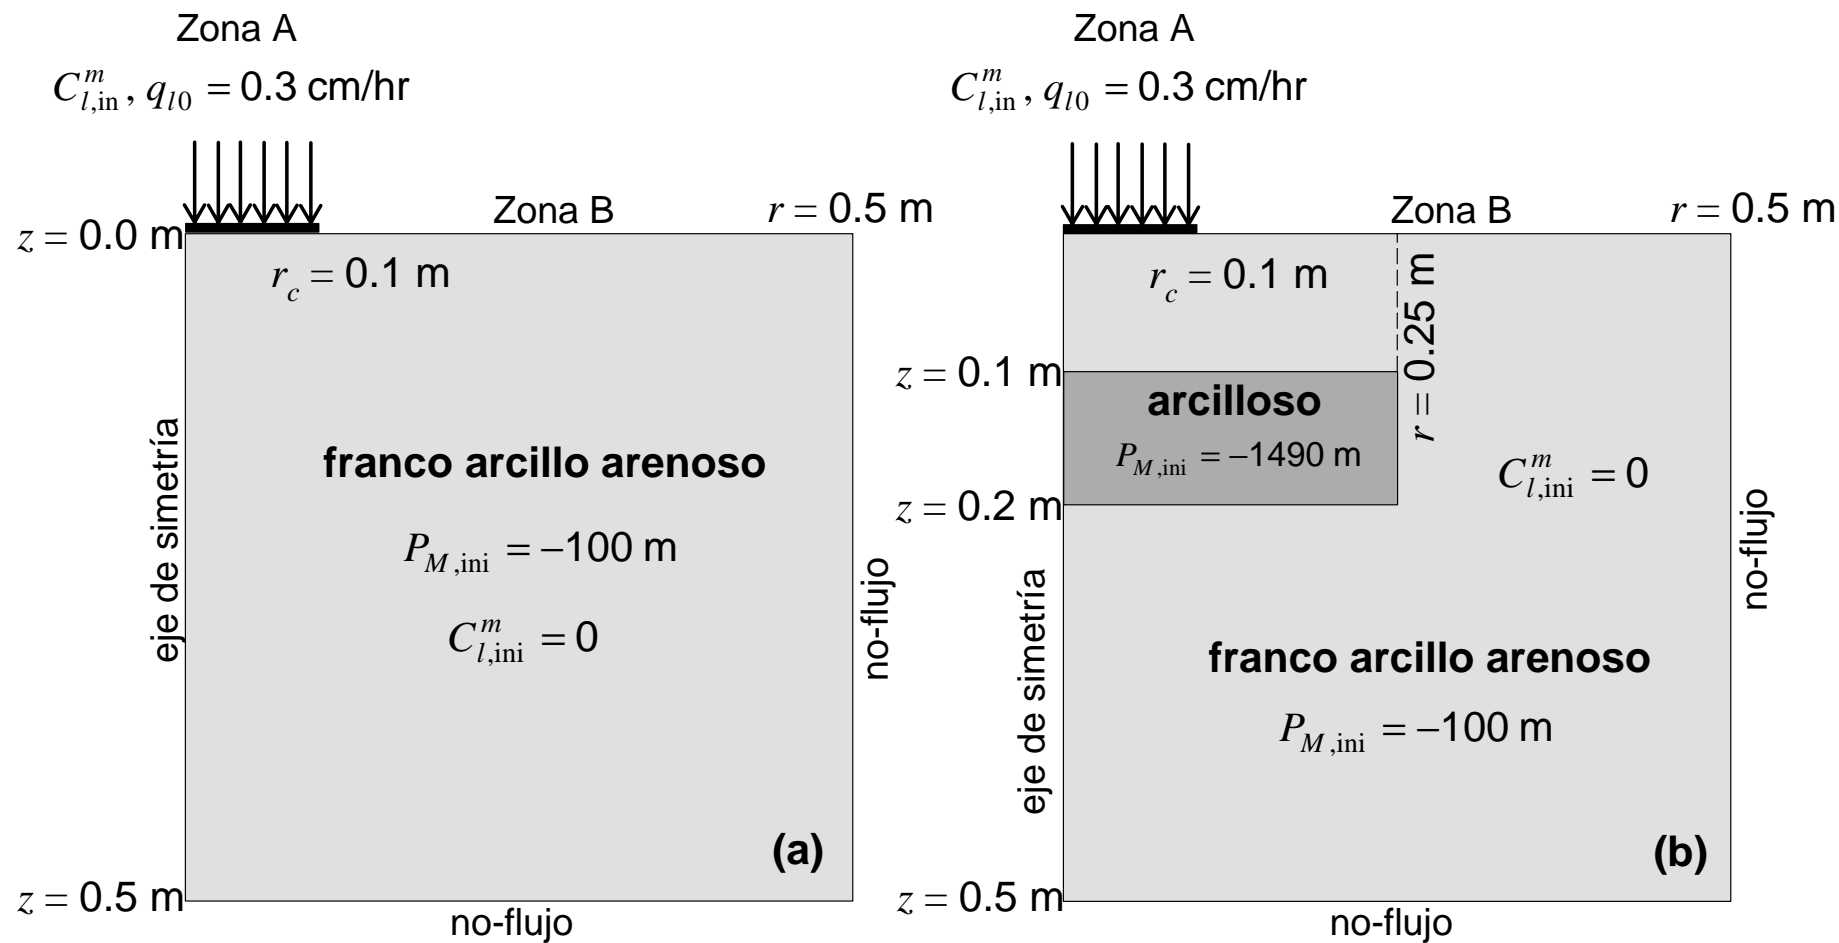 Zona A
C^m_{l,in}, q_{l0} = 0.3 cm/hr
Zona B
r = 0.5 m
z = 0.0 m
r_c = 0.1 m
eje de simetría
franco arcillo arenoso
P_{M,ini} = −100 m
C^m_{l,ini} = 0
no-flujo
(a)
z = 0.5 m
no-flujo
Zona A
C^m_{l,in}, q_{l0} = 0.3 cm/hr
Zona B
r = 0.5 m
r_c = 0.1 m
r = 0.25 m
z = 0.1 m
arcilloso
P_{M,ini} = −1490 m
C^m_{l,ini} = 0
z = 0.2 m
no-flujo
eje de simetría
franco arcillo arenoso
P_{M,ini} = −100 m
(b)
z = 0.5 m
no-flujo